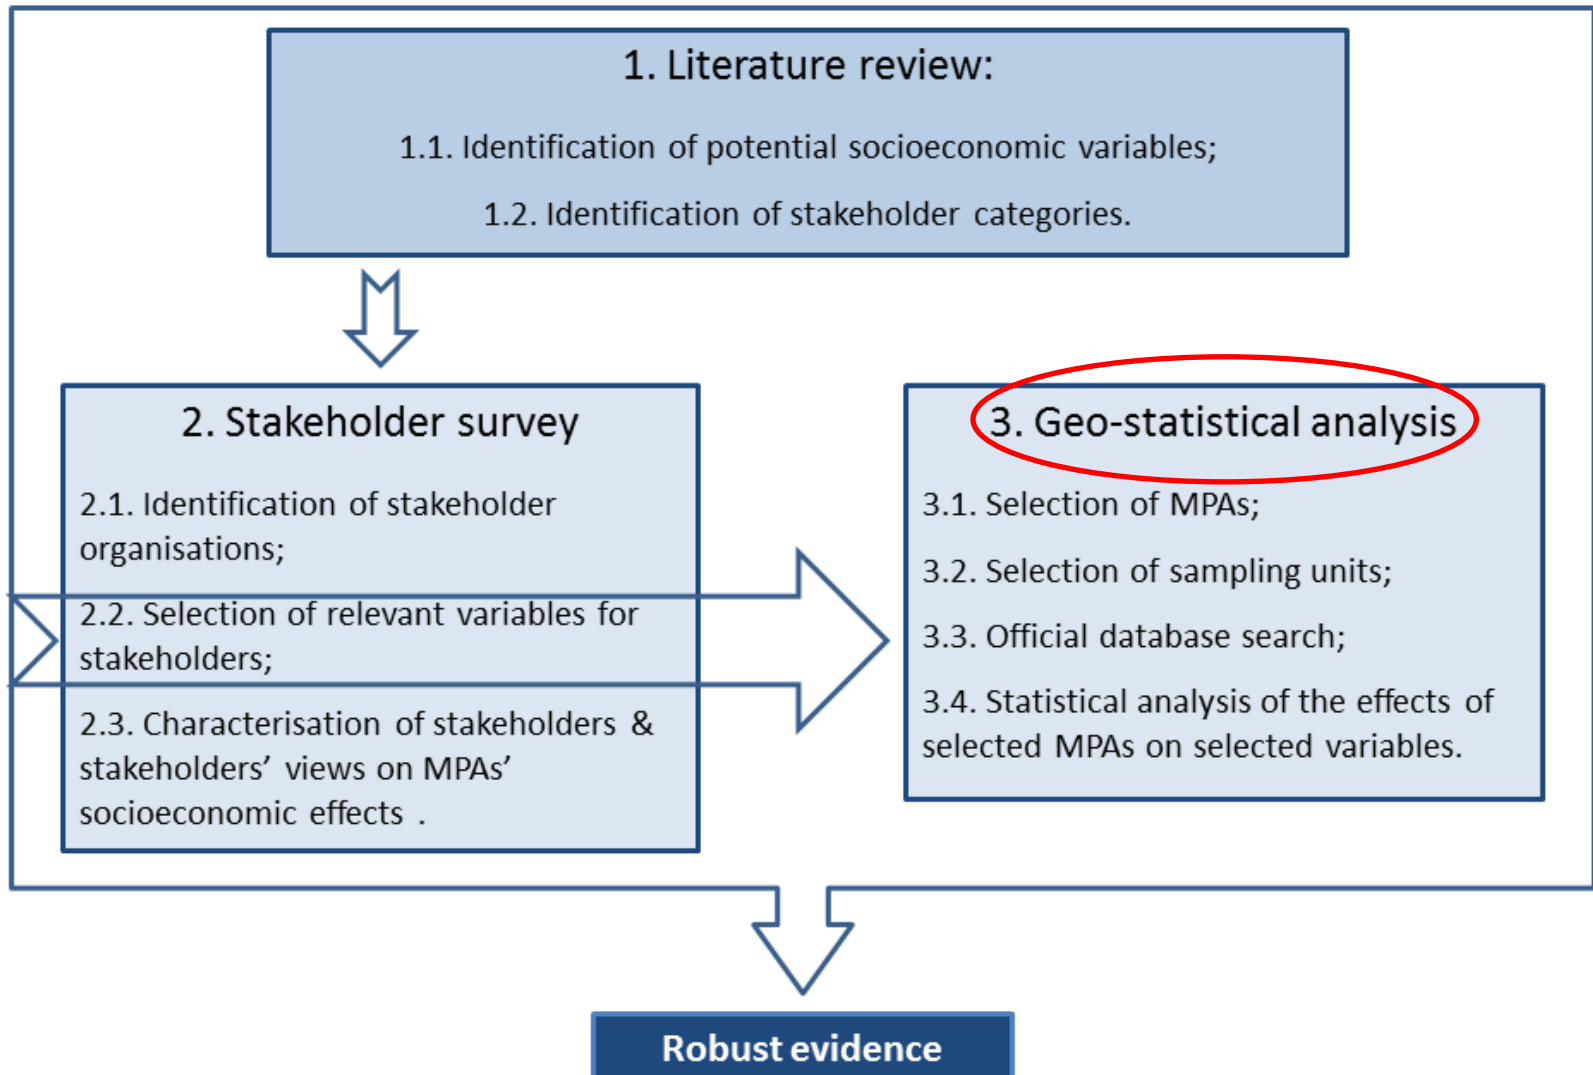 1. Literature review:
1.1. Identification of potential socioeconomic variables;
1.2. Identification of stakeholder categories.
2. Stakeholder survey
2.1. Identification of stakeholder
organisations;
2.2. Selection of relevant variables for
stakeholders;
2.3. Characterisation of stakeholders &
stakeholders’ views on MPAs’
socioeconomic effects .
3. Geo-statistical analysis
3.1. Selection of MPAs;
3.2. Selection of sampling units;
3.3. Official database search;
3.4. Statistical analysis of the effects of
selected MPAs on selected variables.
Robust evidence